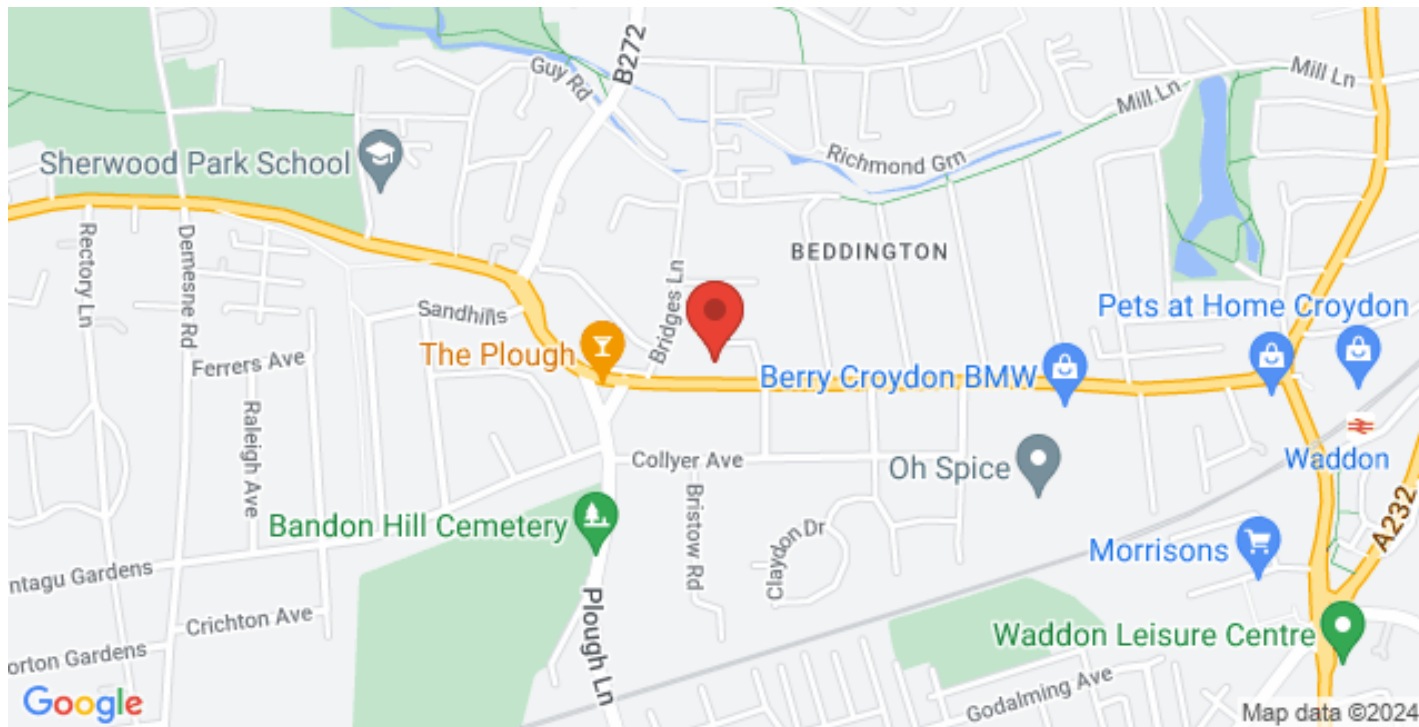 B272
Guy Rd
Mill Ln
Mill Ln
Sherwood Park School
Richmond Grn
BEDDINGTON
Rectory Ln
Demesne Rd
Sandhills
Bridges Ln
Pets at Home Croydon
The Plough
Ferrers Ave
Berry Croydon BMW
Raleigh Ave
Collyer Ave
Oh Spice
Waddon
Bristow Rd
Bandon Hill Cemetery
Claydon Dr
A232
Morrisons
ntagu Gardens
Crichton Ave
Plough Ln
Waddon Leisure Centre
orton Gardens
Godalming Ave
Google
Map data ©2024